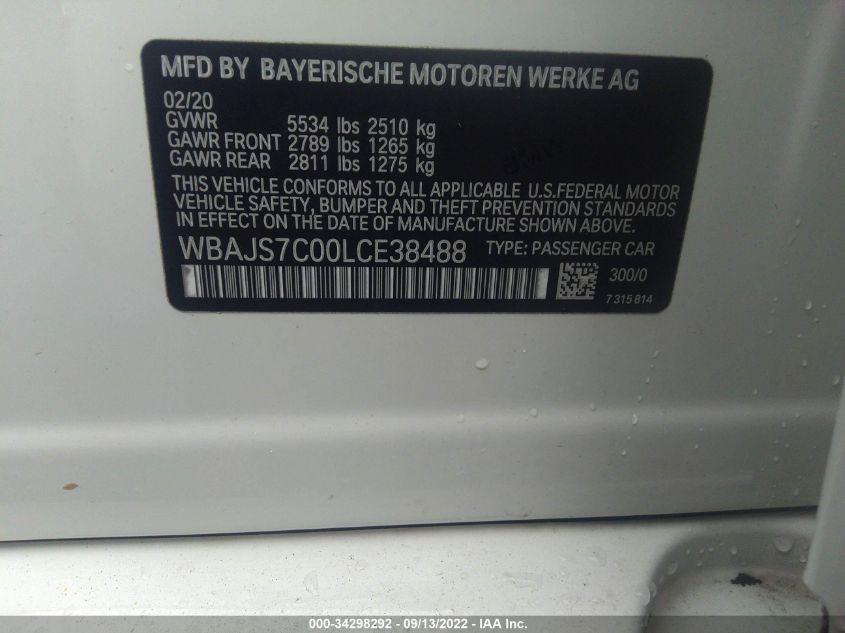 MFD BY BAYERISCHE MOTOREN WERKE AG
02/20
GVWR 5534 lbs 2510 kg
GAWR FRONT 2789 lbs 1265 kg
GAWR REAR 2811 lbs 1275 kg
THIS VEHICLE CONFORMS TO ALL APPLICABLE U.S.FEDERAL MOTOR
VEHICLE SAFETY, BUMPER AND THEFT PREVENTION STANDARDS
IN EFFECT ON THE DATE OF MANUFACTURE SHOWN ABOVE.
WBAJS7C00LCE38488 TYPE: PASSENGER CAR
300/0
7 315 814
000-34298292 - 09/13/2022 - IAA Inc.